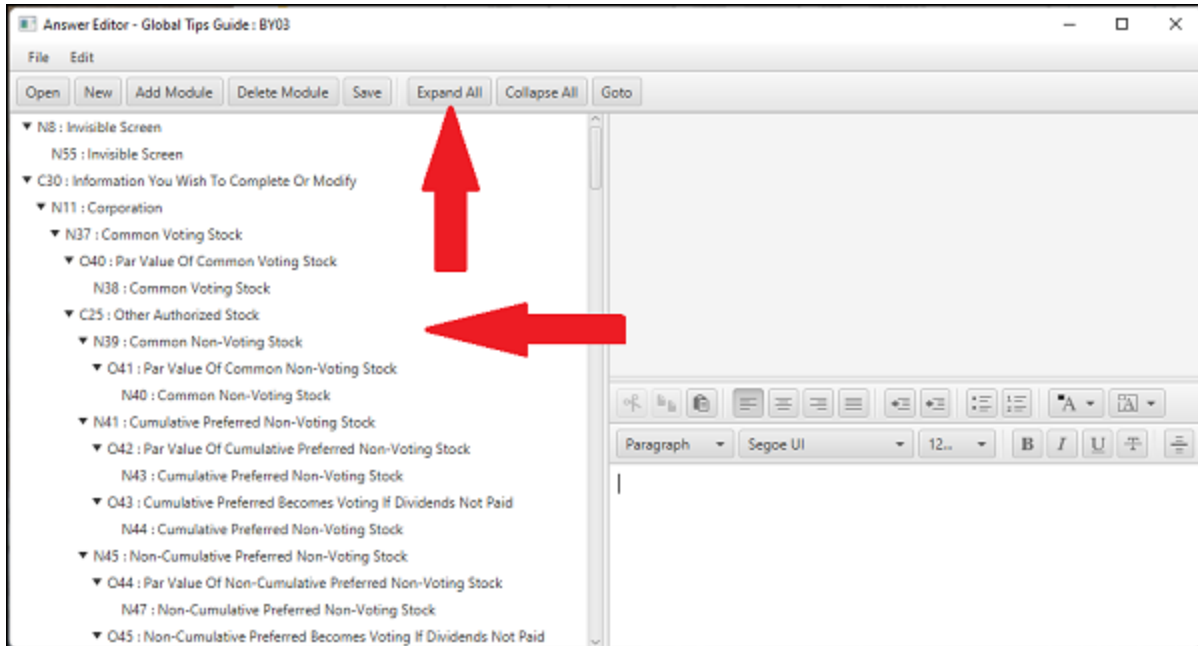 Answer Editor - Global Tips Guide : BY03
File Edit
Open New Add Module Delete Module Save Expand All Collapse All Goto
N8 : Invisible Screen
N55 : Invisible Screen
C30 : Information You Wish To Complete Or Modify
N11 : Corporation
N37 : Common Voting Stock
O40 : Par Value Of Common Voting Stock
N38 : Common Voting Stock
C25 : Other Authorized Stock
N39 : Common Non-Voting Stock
O41 : Par Value Of Common Non-Voting Stock
N40 : Common Non-Voting Stock
N41 : Cumulative Preferred Non-Voting Stock
O42 : Par Value Of Cumulative Preferred Non-Voting Stock
N43 : Cumulative Preferred Non-Voting Stock
O43 : Cumulative Preferred Becomes Voting If Dividends Not Paid
N44 : Cumulative Preferred Non-Voting Stock
N45 : Non-Cumulative Preferred Non-Voting Stock
O44 : Par Value Of Non-Cumulative Preferred Non-Voting Stock
N47 : Non-Cumulative Preferred Non-Voting Stock
O45 : Non-Cumulative Preferred Becomes Voting If Dividends Not Paid
Paragraph Segoe UI 12.. B I U T